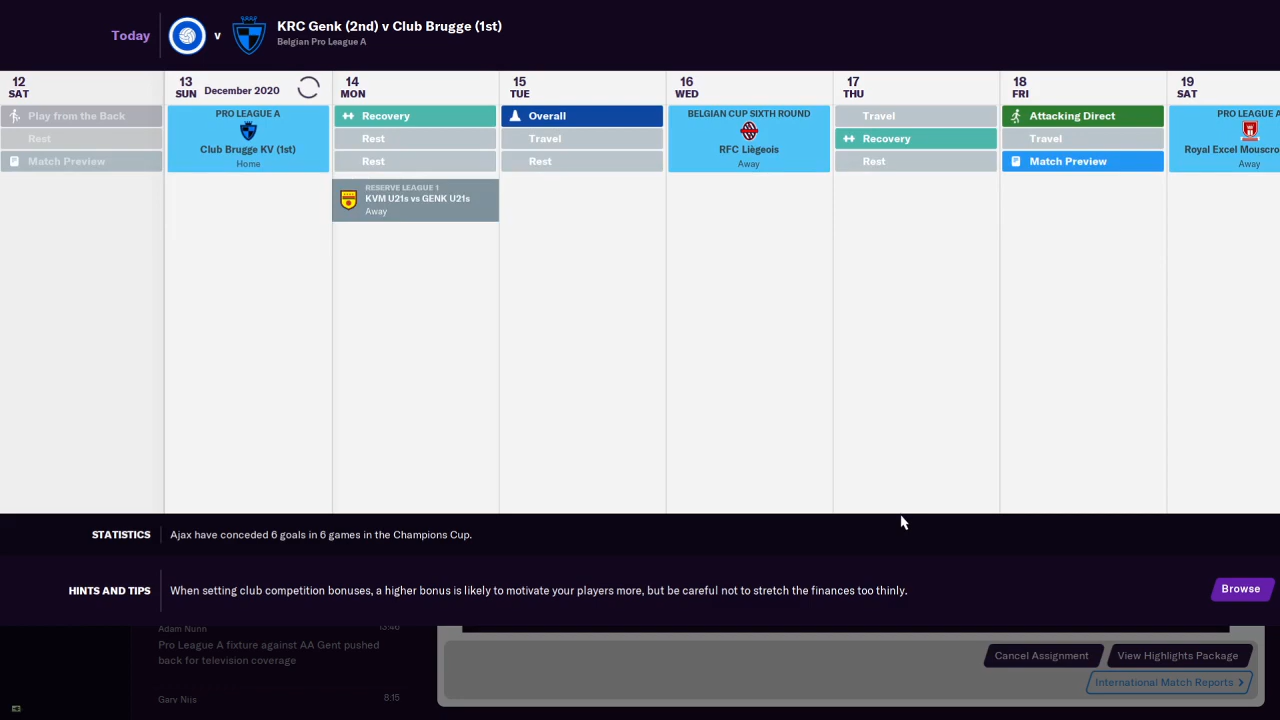 Today
v
KRC Genk (2nd) v Club Brugge (1st)
Belgian Pro League A
12
SAT
Play from the Back
Rest
Match Preview
13
SUN
December 2020
PRO LEAGUE A
Club Brugge KV (1st)
Home
14
MON
Recovery
Rest
Rest
RESERVE LEAGUE 1
KVM U21s vs GENK U21s
Away
15
TUE
Overall
Travel
Rest
16
WED
BELGIAN CUP SIXTH ROUND
RFC Liègeois
Away
17
THU
Travel
Recovery
Rest
18
FRI
Attacking Direct
Travel
Match Preview
19
SAT
PRO LEAGUE A
Royal Excel Mouscro
Away
STATISTICS
Ajax have conceded 6 goals in 6 games in the Champions Cup.
HINTS AND TIPS
When setting club competition bonuses, a higher bonus is likely to motivate your players more, but be careful not to stretch the finances too thinly.
Browse
Adam Nunn
13:46
Pro League A fixture against AA Gent pushed
back for television coverage
Gary Nijs
8:15
Cancel Assignment
View Highlights Package
International Match Reports